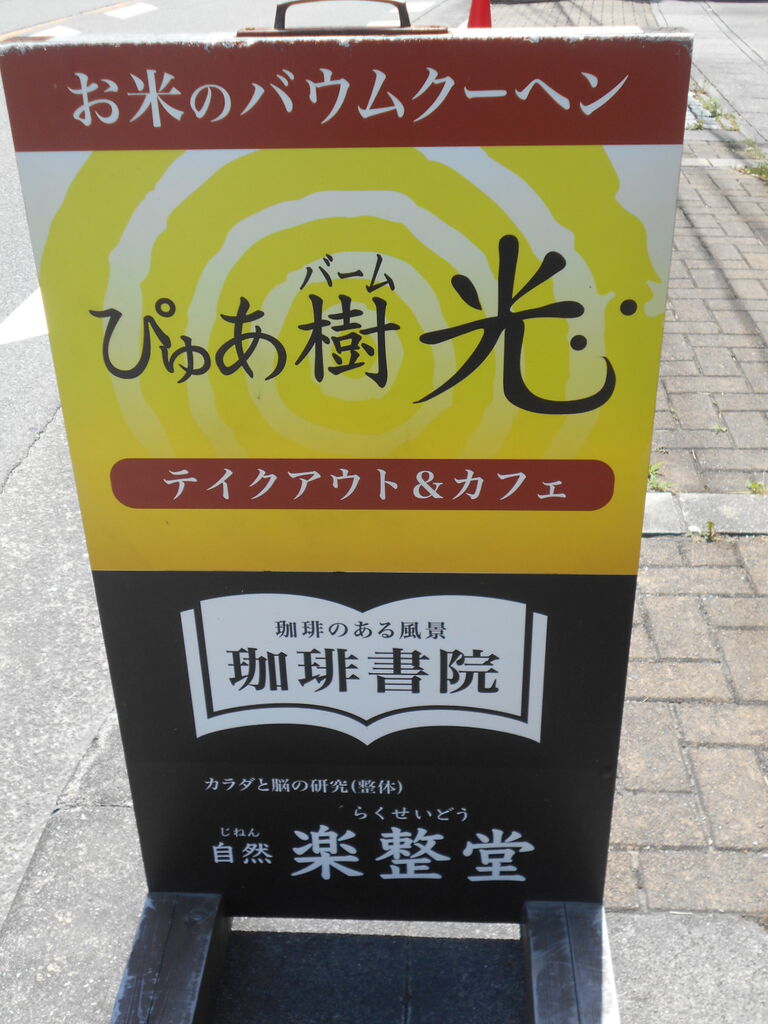 お米のバウムクーヘン
バーム
ぴゅあ樹光
テイクアウト&カフェ
珈琲のある風景
珈琲書院
カラダと脳の研究(整体)
らくせいどう
じねん
自然 楽整堂